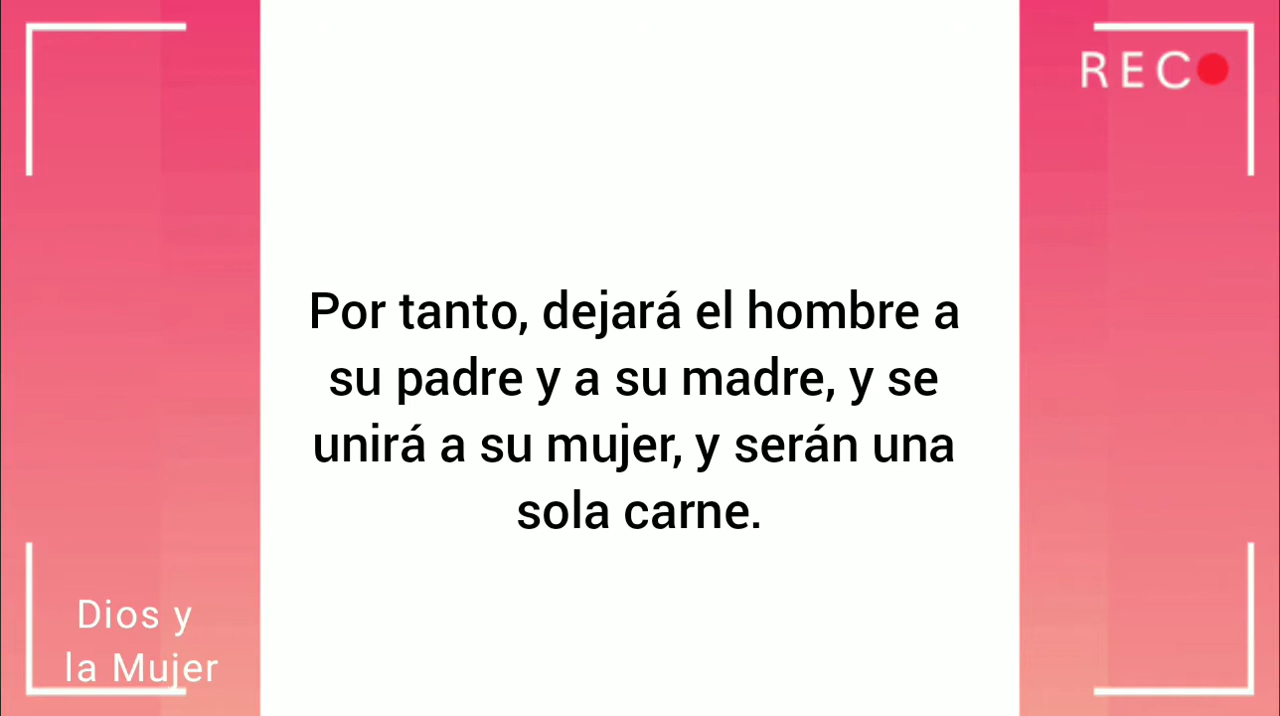 REC
Por tanto, dejará el hombre a
su padre y a su madre, y se
unirá a su mujer, y serán una
sola carne.
Dios y
la Mujer